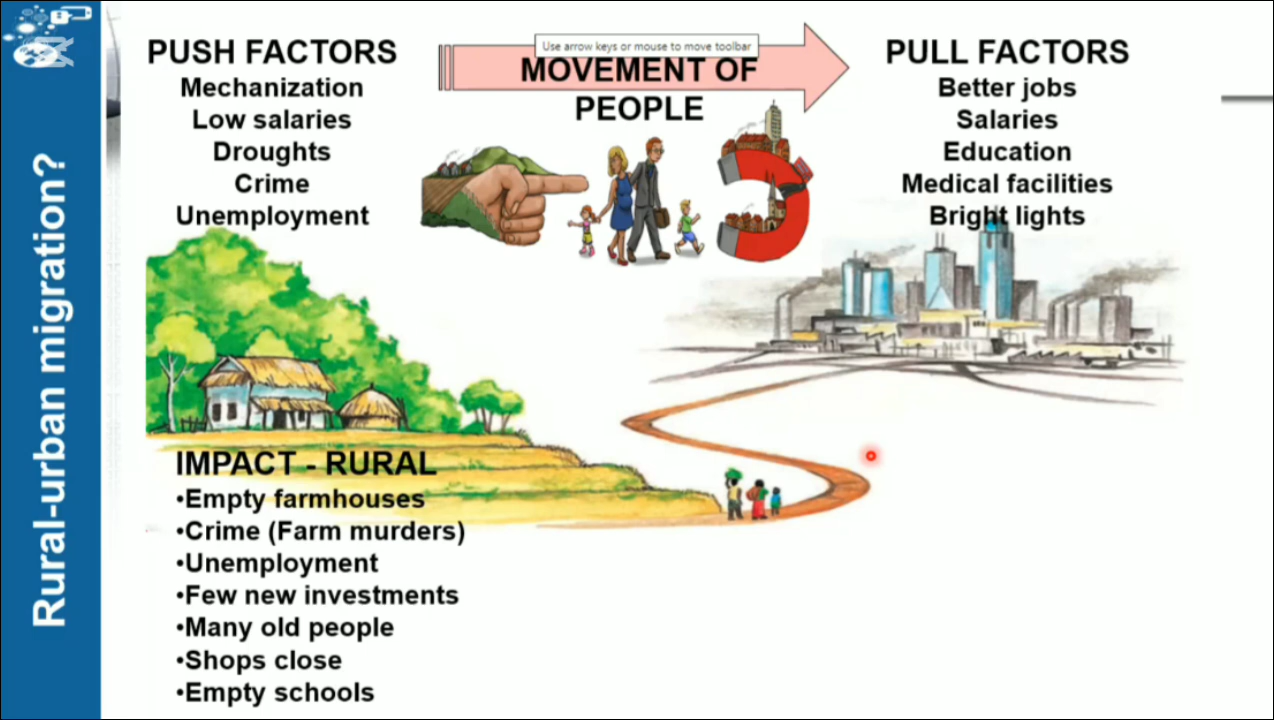 Rural-urban migration?
PUSH FACTORS
Mechanization
Low salaries
Droughts
Crime
Unemployment
Use arrow keys or mouse to move toolbar
MOVEMENT OF
PEOPLE
PULL FACTORS
Better jobs
Salaries
Education
Medical facilities
Bright lights
IMPACT - RURAL
•Empty farmhouses
•Crime (Farm murders)
•Unemployment
•Few new investments
•Many old people
•Shops close
•Empty schools